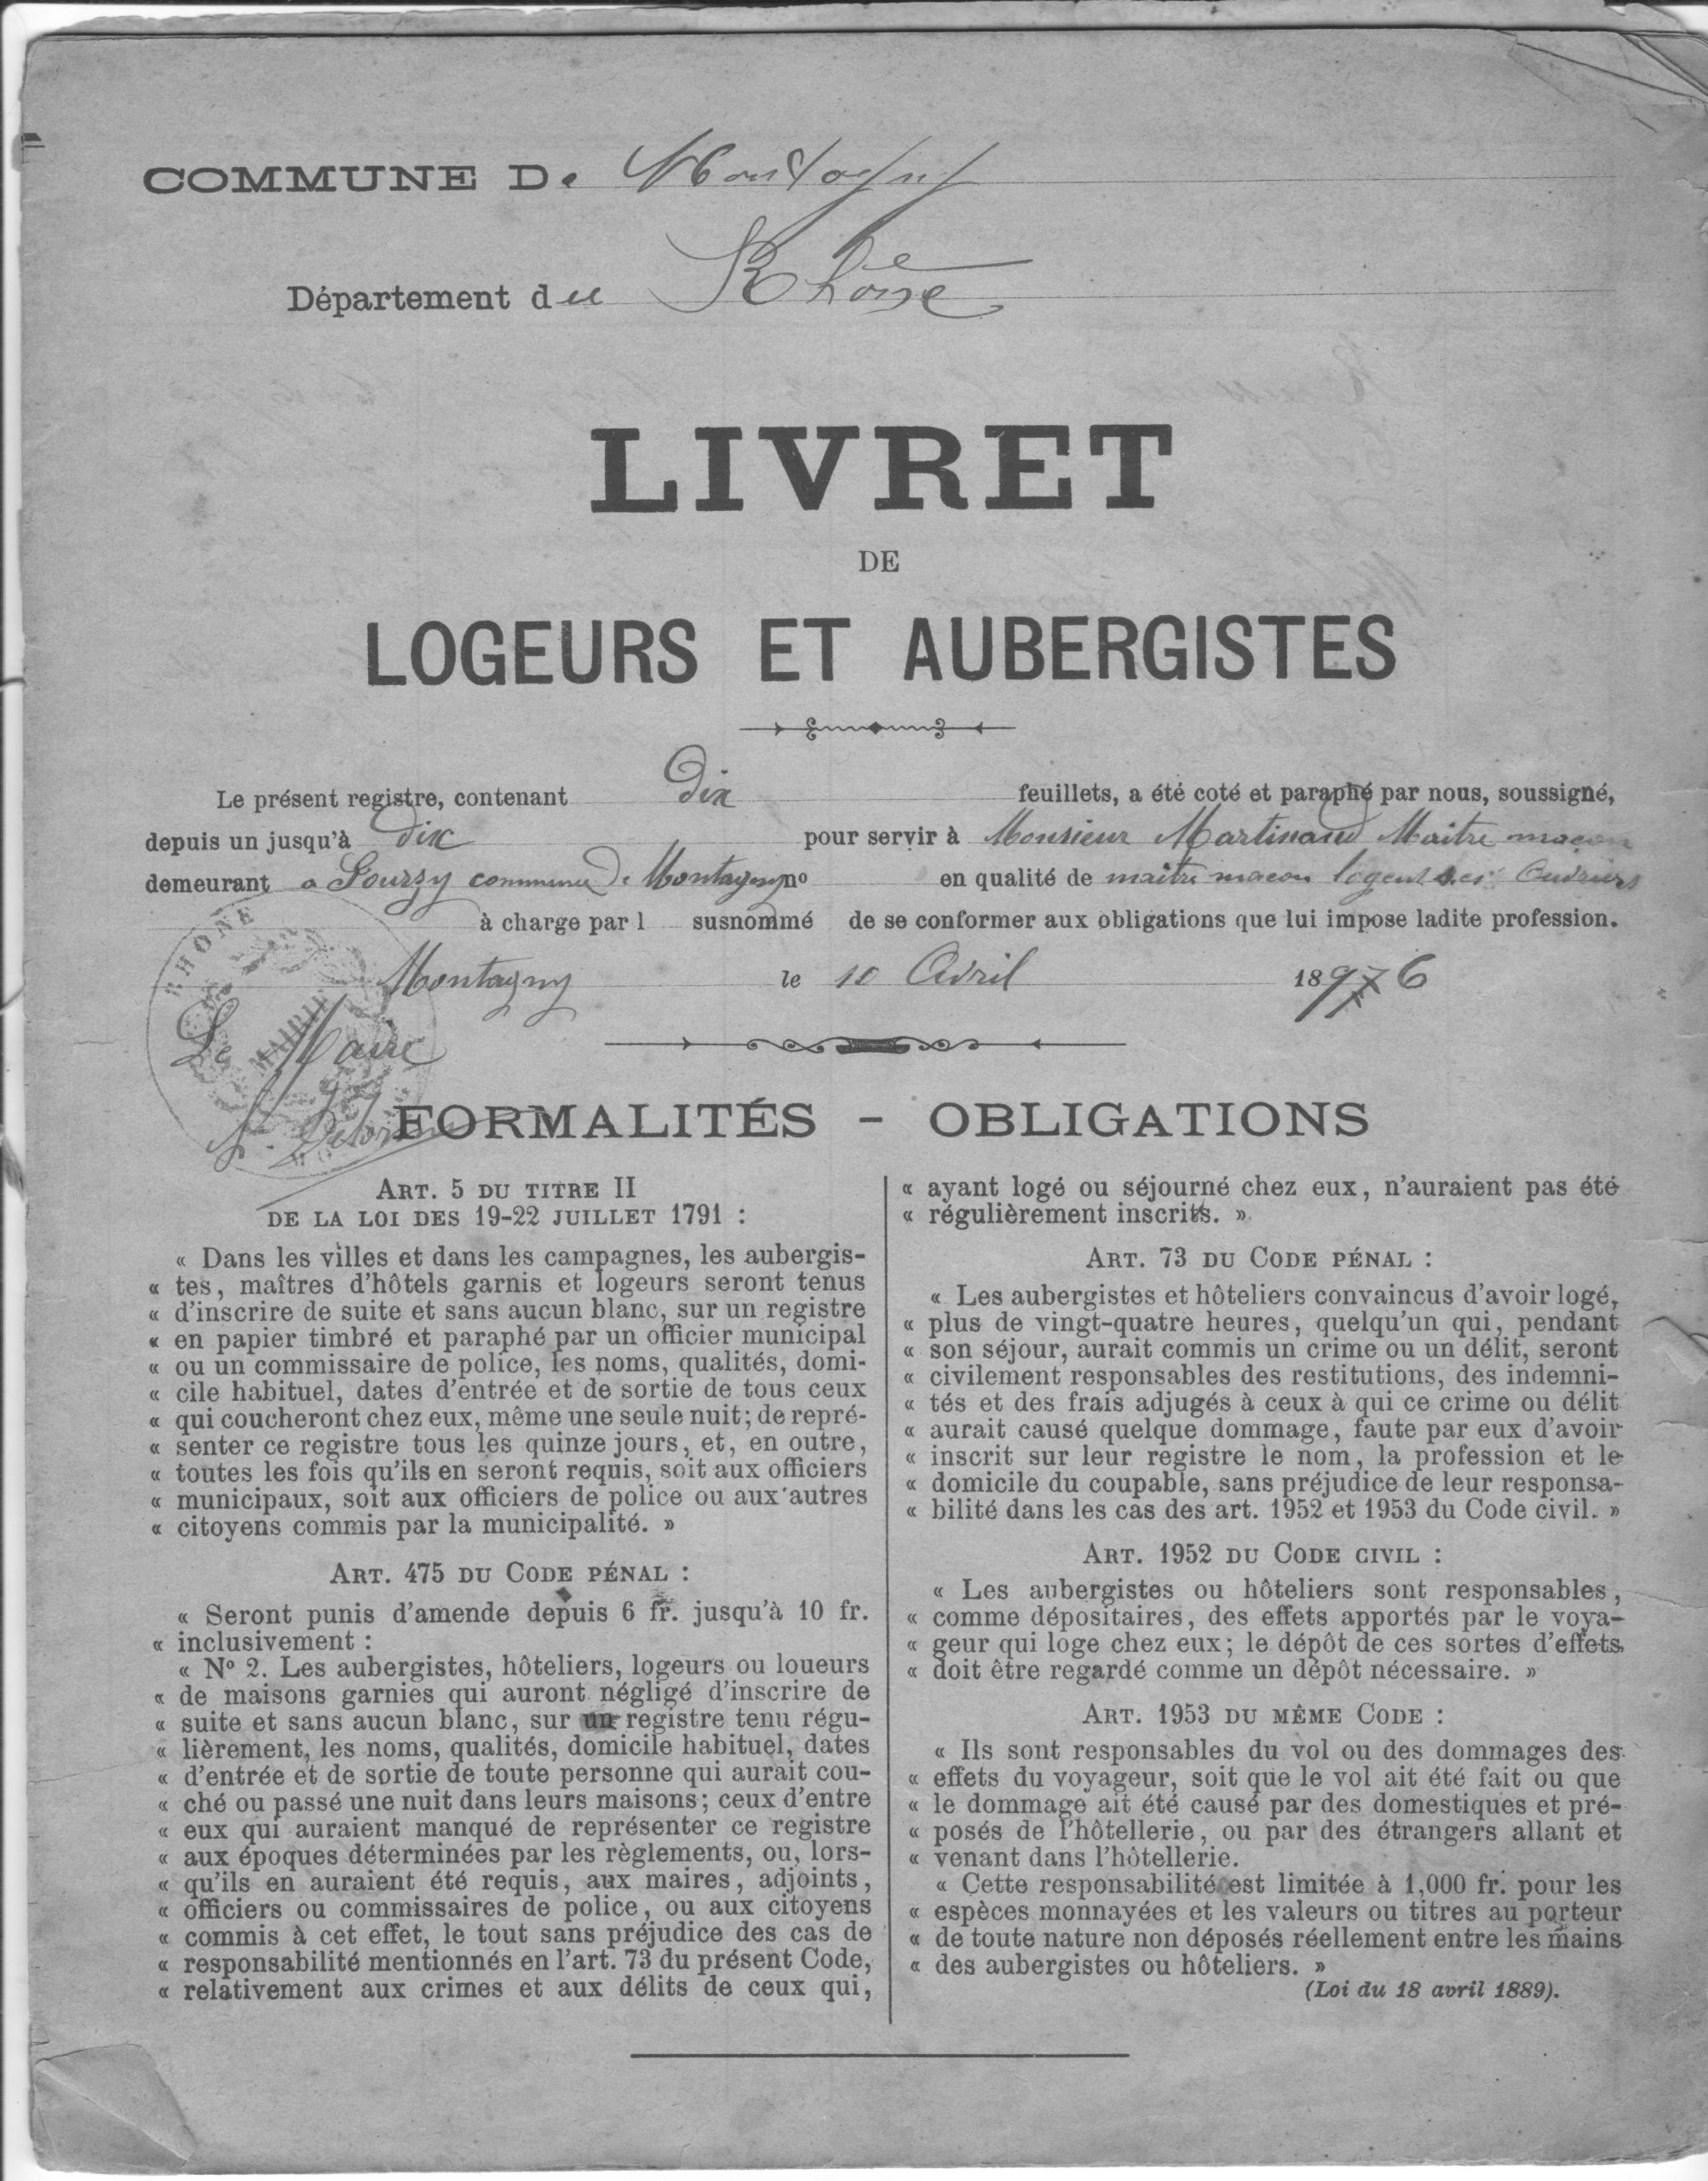 COMMUNE De Montagny
Département du Rhône
LIVRET
DE
LOGEURS ET AUBERGISTES
Le présent registre, contenant Dix feuillets, a été coté et paraphé par nous, soussigné,
depuis un jusqu'à dix pour servir à Monsieur Martinaud Maitre maçon
demeurant a Sourzy commune de Montagny no en qualité de maitre macon logeur ses Ouvriers
à charge par l susnommé de se conformer aux obligations que lui impose ladite profession.
Montagny le 10 Avril 1897 6
RHONE
MAIRIE
Le Maire
FORMALITÉS - OBLIGATIONS
ART. 5 DU TITRE II
DE LA LOI DES 19-22 JUILLET 1791 :
« Dans les villes et dans les campagnes, les aubergis-
« tes, maîtres d'hôtels garnis et logeurs seront tenus
« d'inscrire de suite et sans aucun blanc, sur un registre
« en papier timbré et paraphé par un officier municipal
« ou un commissaire de police, les noms, qualités, domi-
« cile habituel, dates d'entrée et de sortie de tous ceux
« qui coucheront chez eux, même une seule nuit; de repré-
« senter ce registre tous les quinze jours, et, en outre,
« toutes les fois qu'ils en seront requis, soit aux officiers
« municipaux, soit aux officiers de police ou aux autres
« citoyens commis par la municipalité. »
ART. 475 DU CODE PÉNAL :
« Seront punis d'amende depuis 6 fr. jusqu'à 10 fr.
« inclusivement :
« No 2. Les aubergistes, hôteliers, logeurs ou loueurs
« de maisons garnies qui auront négligé d'inscrire de
« suite et sans aucun blanc, sur un registre tenu régu-
« lièrement, les noms, qualités, domicile habituel, dates
« d'entrée et de sortie de toute personne qui aurait cou-
« ché ou passé une nuit dans leurs maisons; ceux d'entre
« eux qui auraient manqué de représenter ce registre
« aux époques déterminées par les règlements, ou, lors-
« qu'ils en auraient été requis, aux maires, adjoints,
« officiers ou commissaires de police, ou aux citoyens
« commis à cet effet, le tout sans préjudice des cas de
« responsabilité mentionnés en l'art. 73 du présent Code,
« relativement aux crimes et aux délits de ceux qui,
« ayant logé ou séjourné chez eux, n'auraient pas été
« régulièrement inscrits. »
ART. 73 DU CODE PÉNAL :
« Les aubergistes et hôteliers convaincus d'avoir logé,
« plus de vingt-quatre heures, quelqu'un qui, pendant
« son séjour, aurait commis un crime ou un délit, seront
« civilement responsables des restitutions, des indemni-
« tés et des frais adjugés à ceux à qui ce crime ou délit
« aurait causé quelque dommage, faute par eux d'avoir
« inscrit sur leur registre le nom, la profession et le
« domicile du coupable, sans préjudice de leur responsa-
« bilité dans les cas des art. 1952 et 1953 du Code civil. »
ART. 1952 DU CODE CIVIL :
« Les aubergistes ou hôteliers sont responsables,
« comme dépositaires, des effets apportés par le voya-
« geur qui loge chez eux; le dépôt de ces sortes d'effets
« doit être regardé comme un dépôt nécessaire. »
ART. 1953 DU MÊME CODE :
« Ils sont responsables du vol ou des dommages des
« effets du voyageur, soit que le vol ait été fait ou que
« le dommage ait été causé par des domestiques et pré-
« posés de l'hôtellerie, ou par des étrangers allant et
« venant dans l'hôtellerie.
« Cette responsabilité est limitée à 1,000 fr. pour les
« espèces monnayées et les valeurs ou titres au porteur
« de toute nature non déposés réellement entre les mains
« des aubergistes ou hôteliers. »
(Loi du 18 avril 1889).